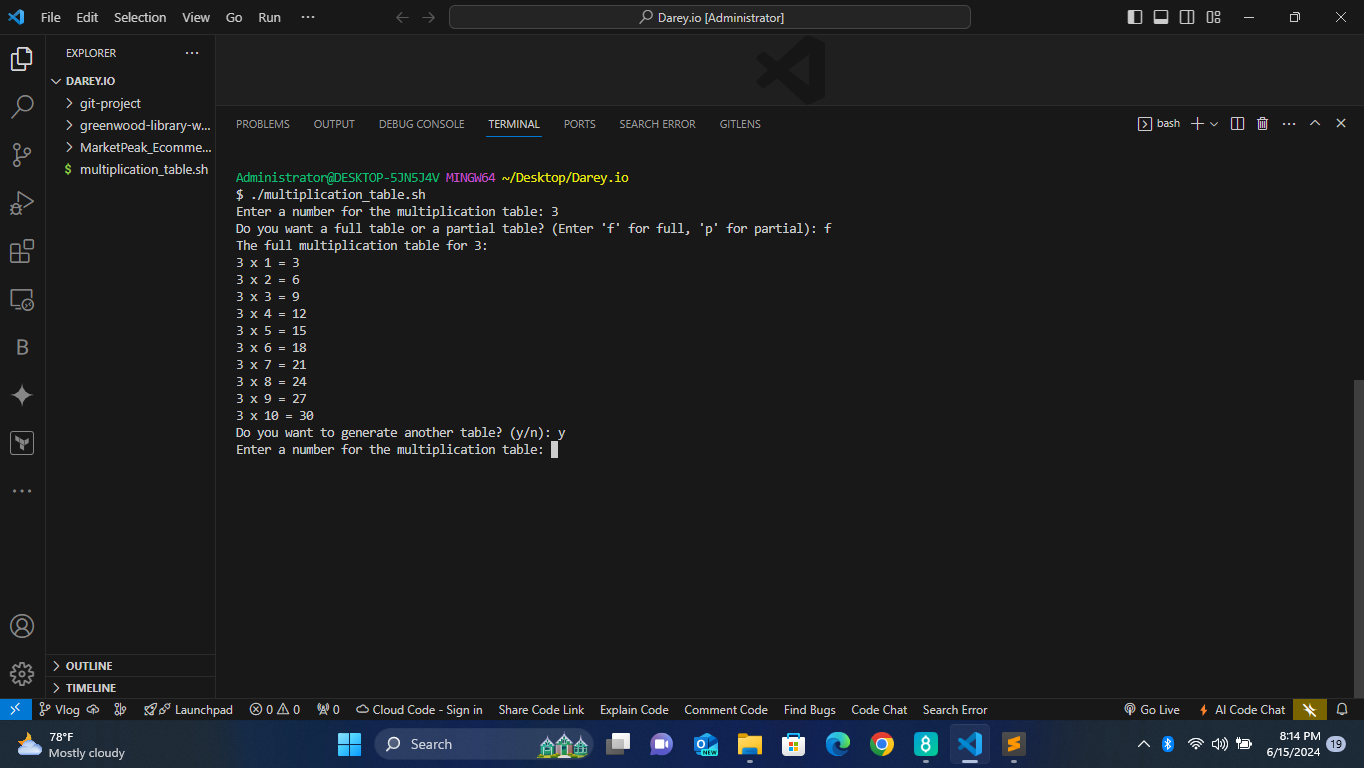 File Edit Selection View Go Run ··· Darey.io [Administrator]
EXPLORER ···
DAREY.IO
git-project
greenwood-library-w...
MarketPeak_Ecomme...
$ multiplication_table.sh
OUTLINE
TIMELINE
PROBLEMS OUTPUT DEBUG CONSOLE TERMINAL PORTS SEARCH ERROR GITLENS bash
Administrator@DESKTOP-5JN5J4V MINGW64 ~/Desktop/Darey.io
$ ./multiplication_table.sh
Enter a number for the multiplication table: 3
Do you want a full table or a partial table? (Enter 'f' for full, 'p' for partial): f
The full multiplication table for 3:
3 x 1 = 3
3 x 2 = 6
3 x 3 = 9
3 x 4 = 12
3 x 5 = 15
3 x 6 = 18
3 x 7 = 21
3 x 8 = 24
3 x 9 = 27
3 x 10 = 30
Do you want to generate another table? (y/n): y
Enter a number for the multiplication table:
B
Vlog Launchpad 0 0 0 Cloud Code - Sign in Share Code Link Explain Code Comment Code Find Bugs Code Chat Search Error Go Live AI Code Chat
78°F
Mostly cloudy
Search
NEW
8:14 PM
6/15/2024
19